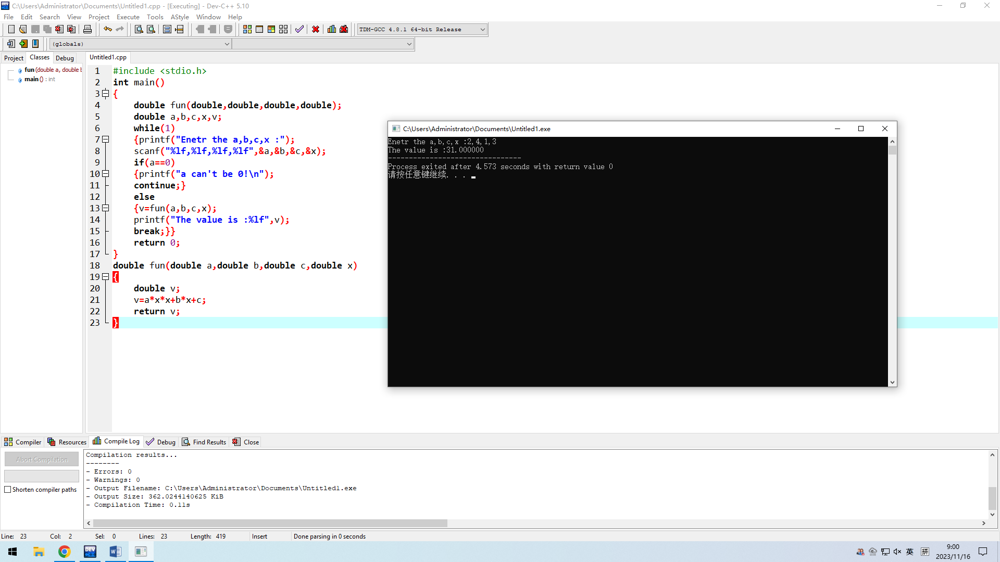 C:\Users\Administrator\Documents\Untitled1.cpp - [Executing] - Dev-C++ 5.10
File Edit Search View Project Execute Tools AStyle Window Help
TDM-GCC 4.8.1 64-bit Release
(globals)
Project Classes Debug
Untitled1.cpp
fun (double a, double b
main () : int
1 #include <stdio.h>
2 int main()
3 {
4 double fun(double,double,double,double);
5 double a,b,c,x,v;
6 while(1)
7 {printf("Enetr the a,b,c,x :");
8 scanf("%lf,%lf,%lf,%lf",&a,&b,&c,&x);
9 if(a==0)
10 {printf("a can't be 0!\n");
11 continue;}
12 else
13 {v=fun(a,b,c,x);
14 printf("The value is :%lf",v);
15 break;}}
16 return 0;
17 }
18 double fun(double a,double b,double c,double x)
19 {
20 double v;
21 v=a*x*x+b*x+c;
22 return v;
23 }
C:\Users\Administrator\Documents\Untitled1.exe
Enetr the a,b,c,x :2,4,1,3
The value is :31.000000
--------------------------------
Process exited after 4.573 seconds with return value 0
请按任意键继续. . .
Compiler Resources Compile Log Debug Find Results Close
Abort Compilation
Shorten compiler paths
Compilation results...
--------
- Errors: 0
- Warnings: 0
- Output Filename: C:\Users\Administrator\Documents\Untitled1.exe
- Output Size: 362.0244140625 KiB
- Compilation Time: 0.11s
Line: 23 Col: 2 Sel: 0 Lines: 23 Length: 419 Insert Done parsing in 0 seconds
DEV
英 拼
9:00
2023/11/16